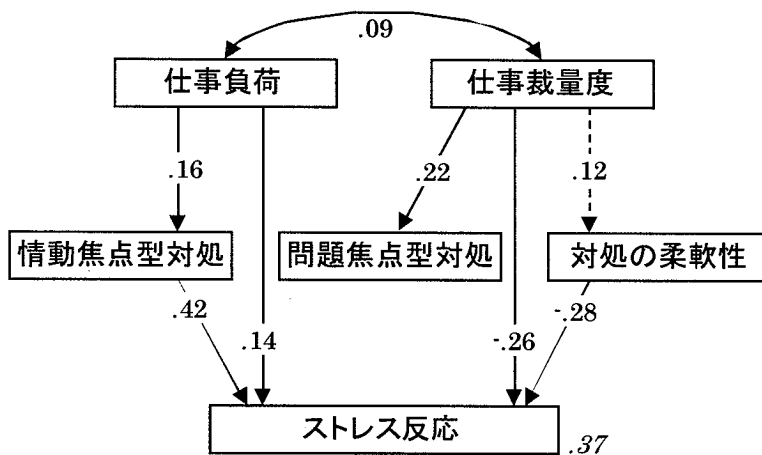 .09
仕事負荷
仕事裁量度
.16
.22
.12
情動焦点型対処
問題焦点型対処
対処の柔軟性
.42
.14
-.26
-.28
ストレス反応
.37